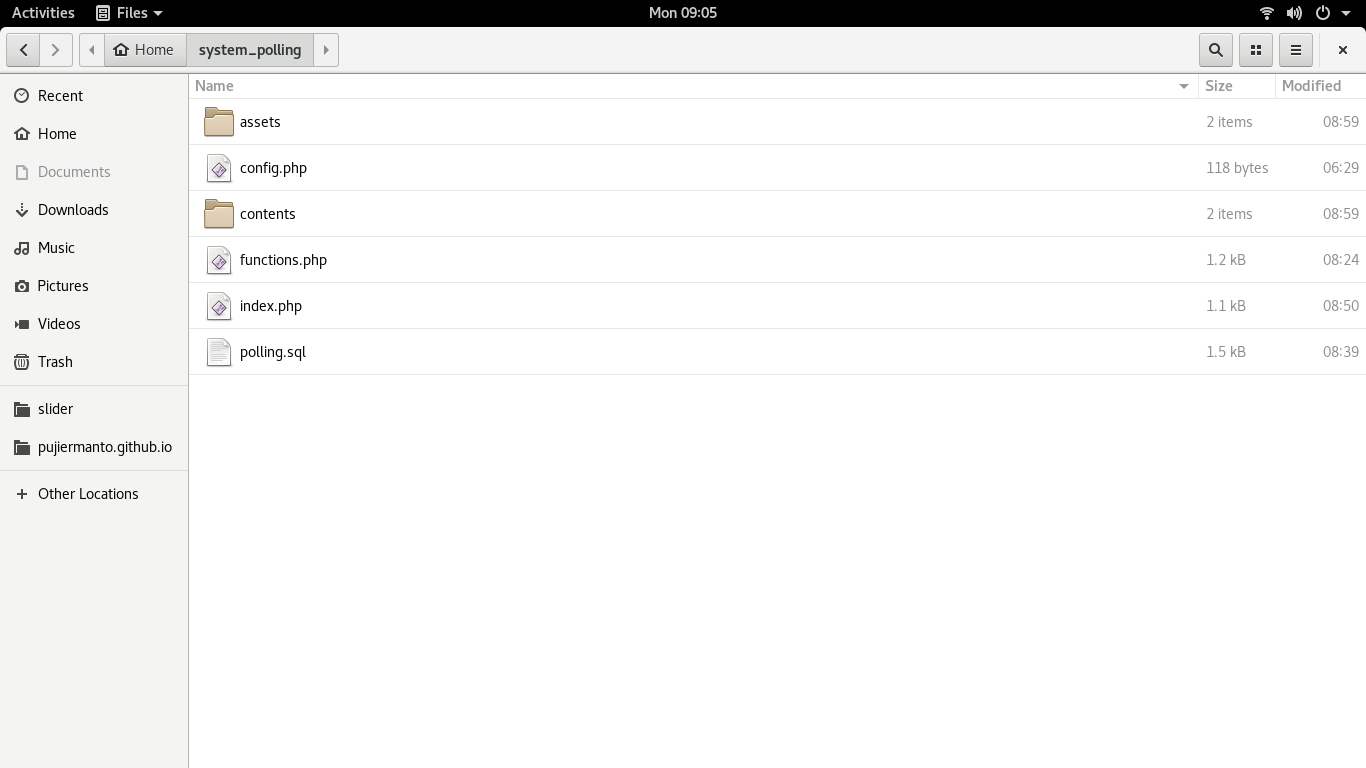 Activities Files Mon 09:05
Home system_polling
Name Size Modified
Recent
Home
Documents
Downloads
Music
Pictures
Videos
Trash
slider
pujiermanto.github.io
Other Locations
assets 2 items 08:59
config.php 118 bytes 06:29
contents 2 items 08:59
functions.php 1.2 kB 08:24
index.php 1.1 kB 08:50
polling.sql 1.5 kB 08:39